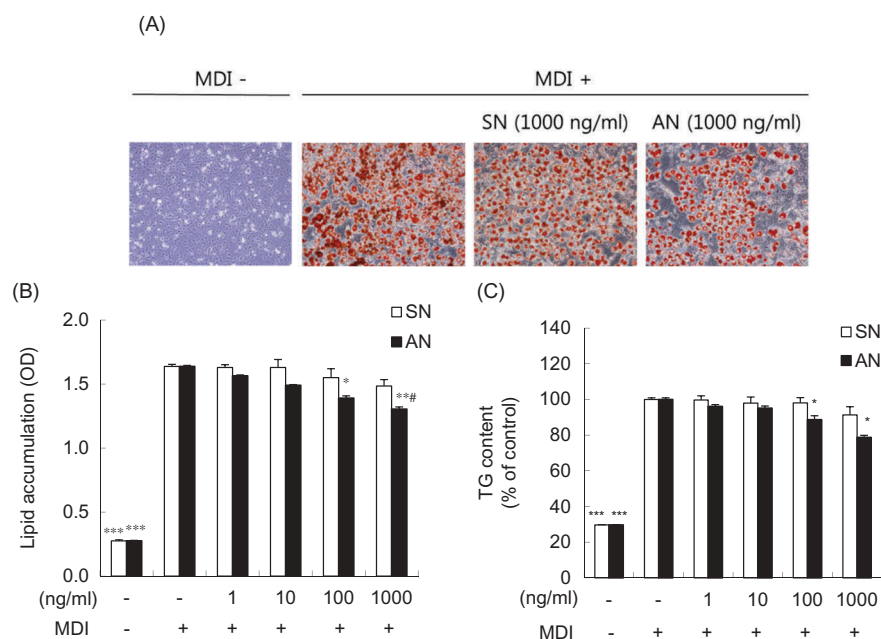 (A)
MDI -
MDI +
SN (1000 ng/ml)
AN (1000 ng/ml)
(B)
SN
AN
Lipid accumulation (OD)
2.0
1.5
1.0
0.5
0.0
*** ***
*
**#
(ng/ml) - - 1 10 100 1000
MDI - + + + + +
(C)
SN
AN
TG content
(% of control)
140
120
100
80
60
40
20
0
*** ***
*
*
(ng/ml) - - 1 10 100 1000
MDI - + + + + +